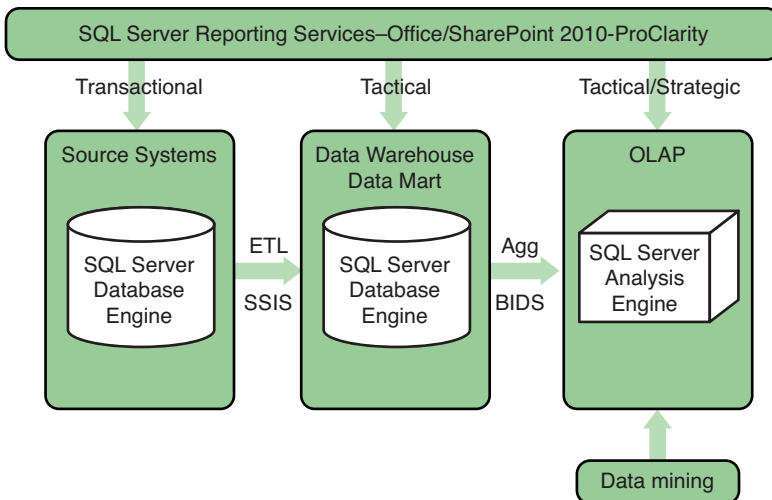 SQL Server Reporting Services–Office/SharePoint 2010-ProClarity
Transactional
Tactical
Tactical/Strategic
Source Systems
SQL Server
Database
Engine
ETL
SSIS
Data Warehouse
Data Mart
SQL Server
Database
Engine
Agg
BIDS
OLAP
SQL Server
Analysis
Engine
Data mining